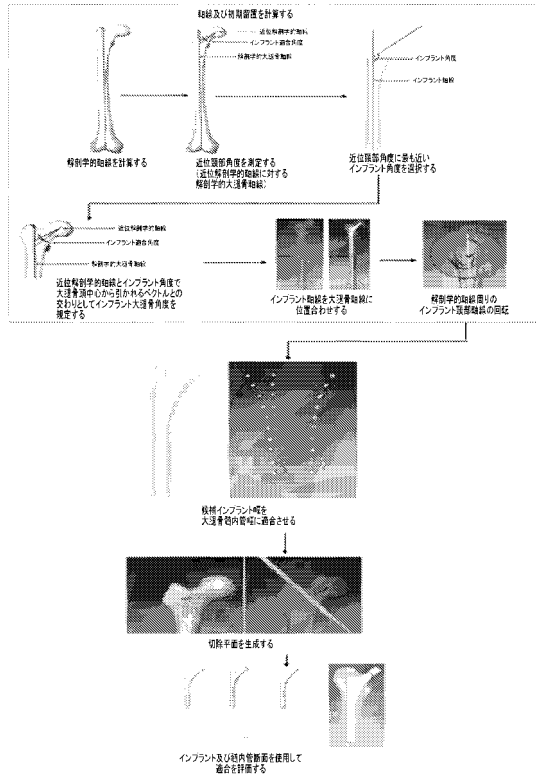 軸線及び初期留置を計算する
近位解剖学的軸線
インプラント適合角度
解剖学的大腿骨軸線
インプラント角度
インプラント軸線
解剖学的軸線を計算する
近位頚部角度を測定する
(近位解剖学的軸線に対する
解剖学的大腿骨軸線)
近位頚部角度に最も近い
インプラント角度を選択する
近位解剖学的軸線
インプラント適合角度
解剖学的大腿骨軸線
近位解剖学的軸線とインプラント角度で
大腿骨頭中心から引かれるベクトルとの
交わりとしてインプラント大腿骨角度を
規定する
インプラント軸線を大腿骨軸線に
位置合わせする
解剖学的軸線周りの
インプラント頚部軸線の回転
候補インプラント幅を
大腿骨髄内管幅に適合させる
切除平面を生成する
インプラント及び髄内管断面を使用して
適合を評価する